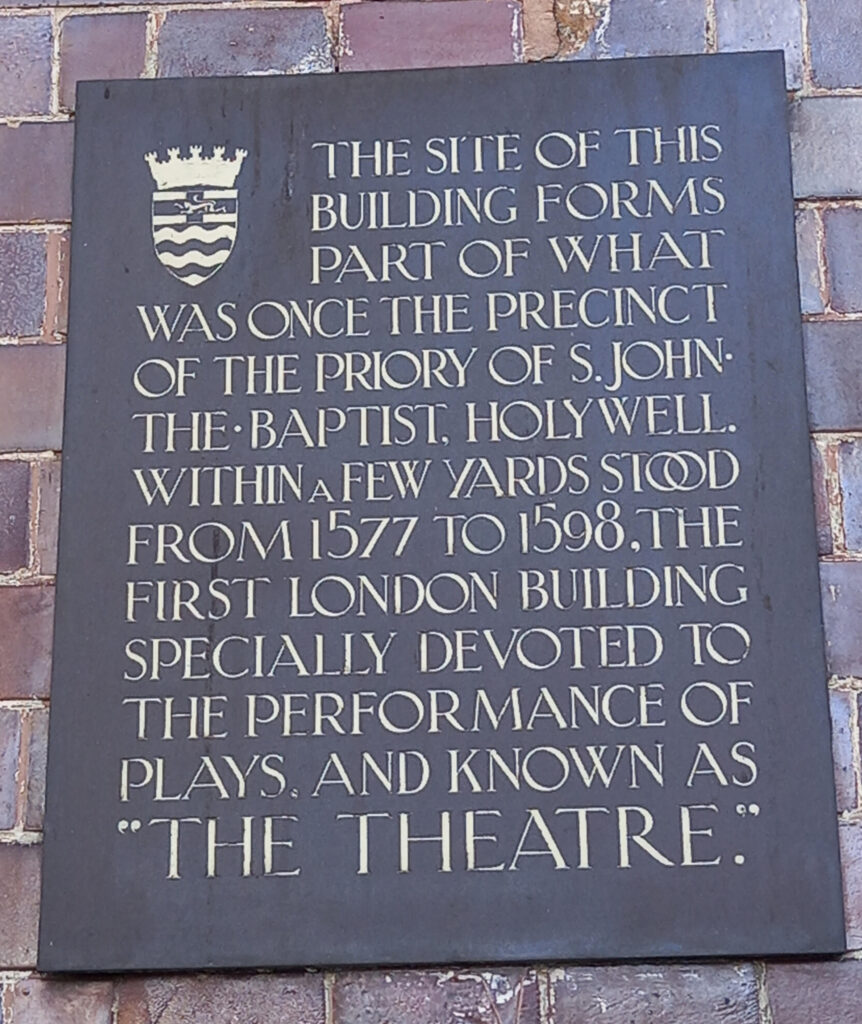 THE SITE OF THIS
BUILDING FORMS
PART OF WHAT
WAS ONCE THE PRECINCT
OF THE PRIORY OF S. JOHN·
THE·BAPTIST, HOLYWELL.
WITHIN A FEW YARDS STOOD
FROM 1577 TO 1598, THE
FIRST LONDON BUILDING
SPECIALLY DEVOTED TO
THE PERFORMANCE OF
PLAYS, AND KNOWN AS
“THE THEATRE.”